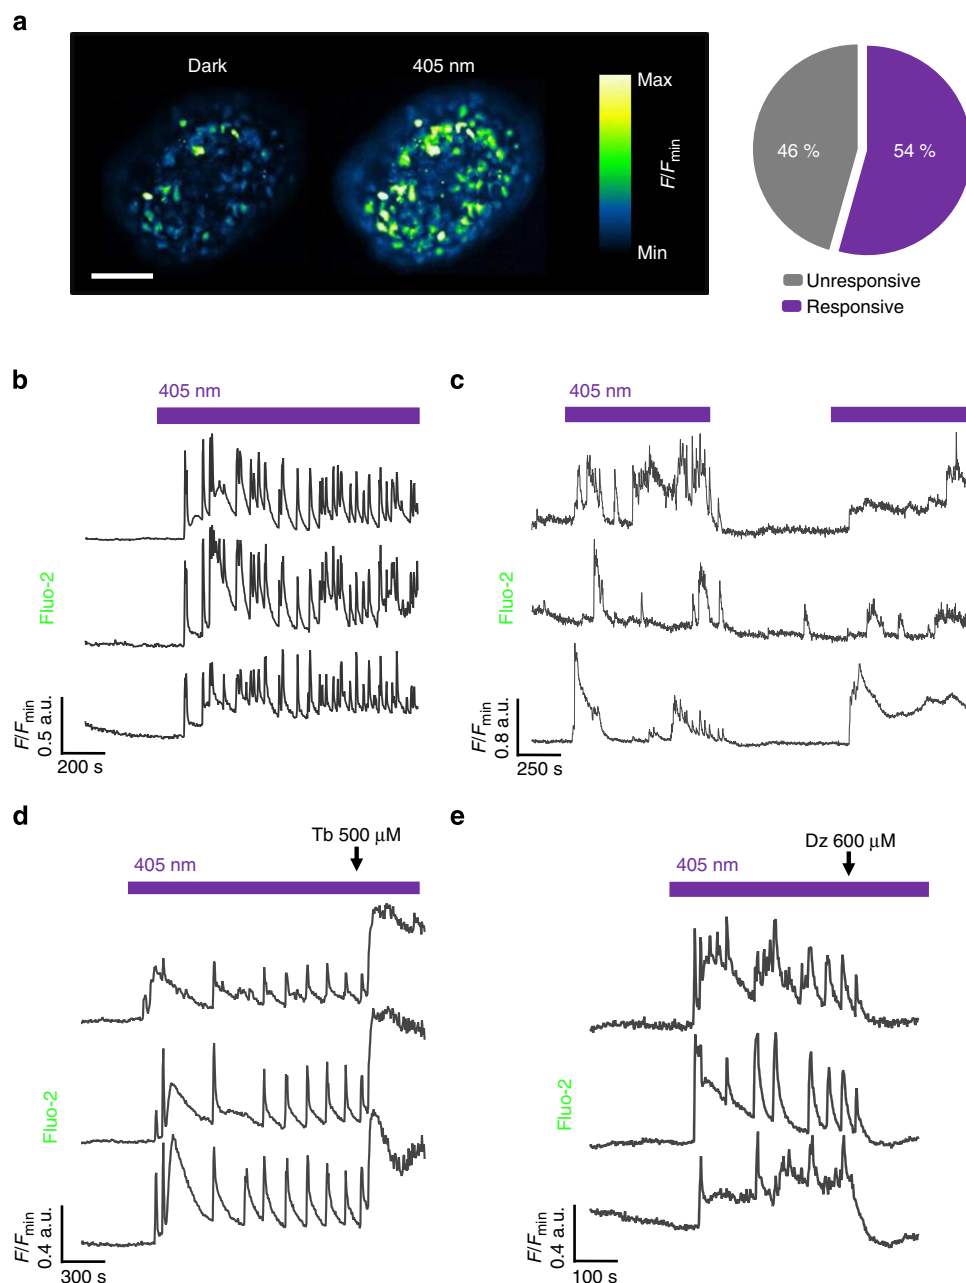 a
Dark
405 nm
Max
F/Fmin
Min
46 %
54 %
Unresponsive
Responsive
b
405 nm
Fluo-2
F/Fmin
0.5 a.u.
200 s
c
405 nm
Fluo-2
F/Fmin
0.8 a.u.
250 s
d
Tb 500 μM
405 nm
Fluo-2
F/Fmin
0.4 a.u.
300 s
e
Dz 600 μM
405 nm
Fluo-2
F/Fmin
0.4 a.u.
100 s